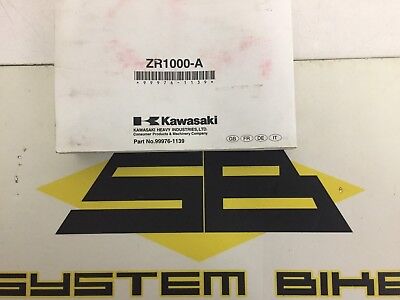 ZR1000-A
*99976-1139*
Kawasaki
KAWASAKI HEAVY INDUSTRIES, LTD.
Consumer Products & Machinery Company
Part No.99976-1139
GB FR DE IT
SB
SYSTEM BIKE